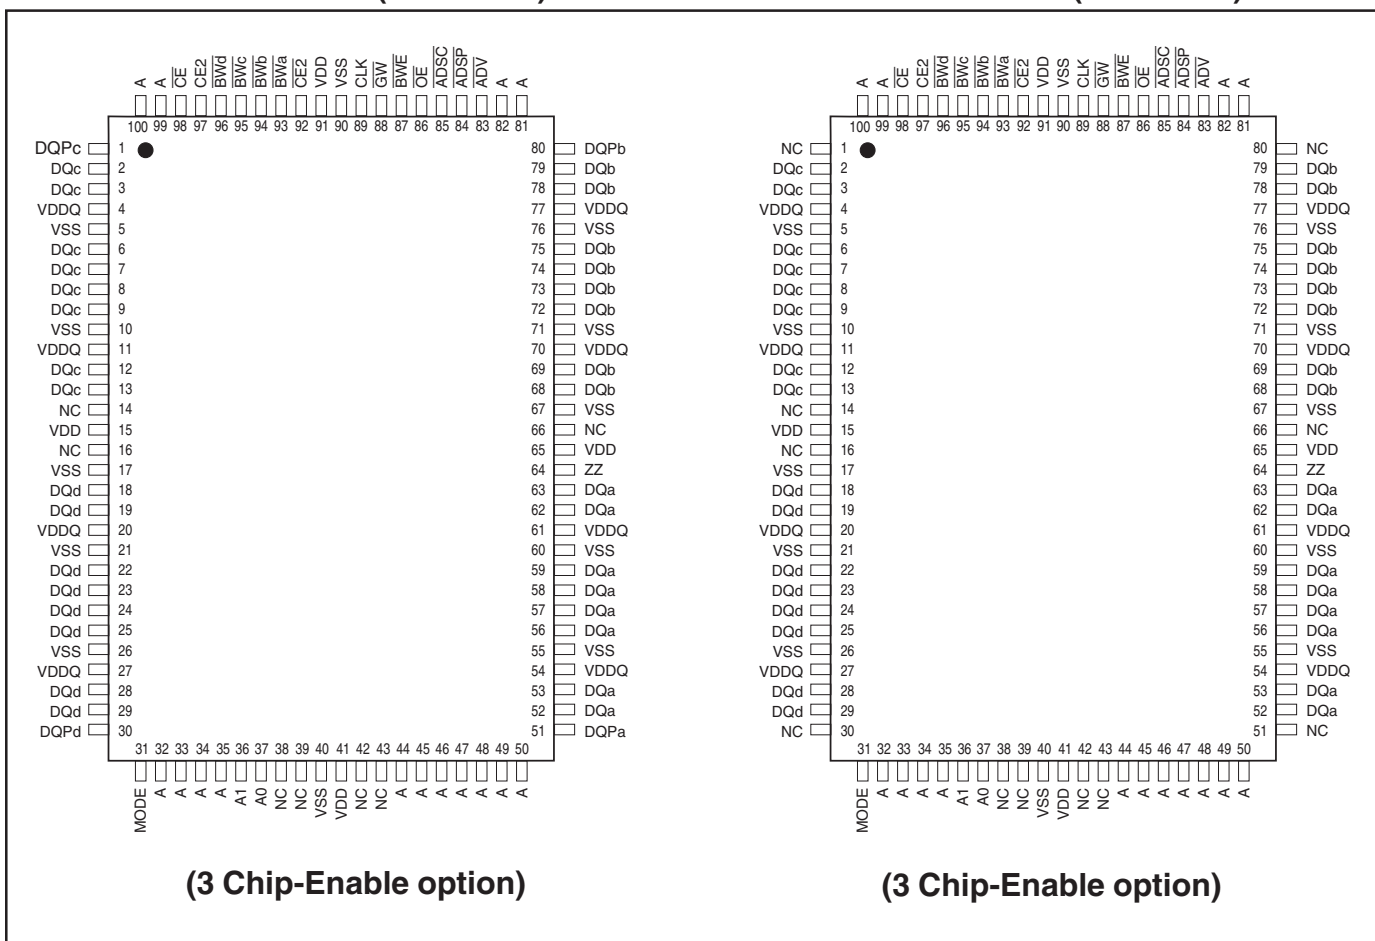 A A CE CE2 BWd BWc BWb BWa CE2 VDD VSS CLK GW BWE OE ADSC ADSP ADV A A
100 99 98 97 96 95 94 93 92 91 90 89 88 87 86 85 84 83 82 81
DQPc 1 80 DQPb
DQc 2 79 DQb
DQc 3 78 DQb
VDDQ 4 77 VDDQ
VSS 5 76 VSS
DQc 6 75 DQb
DQc 7 74 DQb
DQc 8 73 DQb
DQc 9 72 DQb
VSS 10 71 VSS
VDDQ 11 70 VDDQ
DQc 12 69 DQb
DQc 13 68 DQb
NC 14 67 VSS
VDD 15 66 NC
NC 16 65 VDD
VSS 17 64 ZZ
DQd 18 63 DQa
DQd 19 62 DQa
VDDQ 20 61 VDDQ
VSS 21 60 VSS
DQd 22 59 DQa
DQd 23 58 DQa
DQd 24 57 DQa
DQd 25 56 DQa
VSS 26 55 VSS
VDDQ 27 54 VDDQ
DQd 28 53 DQa
DQd 29 52 DQa
DQPd 30 51 DQPa
31 32 33 34 35 36 37 38 39 40 41 42 43 44 45 46 47 48 49 50
MODE A A A A A1 A0 NC NC VSS VDD NC NC A A A A A A A
(3 Chip-Enable option)
A A CE CE2 BWd BWc BWb BWa CE2 VDD VSS CLK GW BWE OE ADSC ADSP ADV A A
100 99 98 97 96 95 94 93 92 91 90 89 88 87 86 85 84 83 82 81
NC 1 80 NC
DQc 2 79 DQb
DQc 3 78 DQb
VDDQ 4 77 VDDQ
VSS 5 76 VSS
DQc 6 75 DQb
DQc 7 74 DQb
DQc 8 73 DQb
DQc 9 72 DQb
VSS 10 71 VSS
VDDQ 11 70 VDDQ
DQc 12 69 DQb
DQc 13 68 DQb
NC 14 67 VSS
VDD 15 66 NC
NC 16 65 VDD
VSS 17 64 ZZ
DQd 18 63 DQa
DQd 19 62 DQa
VDDQ 20 61 VDDQ
VSS 21 60 VSS
DQd 22 59 DQa
DQd 23 58 DQa
DQd 24 57 DQa
DQd 25 56 DQa
VSS 26 55 VSS
VDDQ 27 54 VDDQ
DQd 28 53 DQa
DQd 29 52 DQa
NC 30 51 NC
31 32 33 34 35 36 37 38 39 40 41 42 43 44 45 46 47 48 49 50
MODE A A A A A1 A0 NC NC VSS VDD NC NC A A A A A A A
(3 Chip-Enable option)